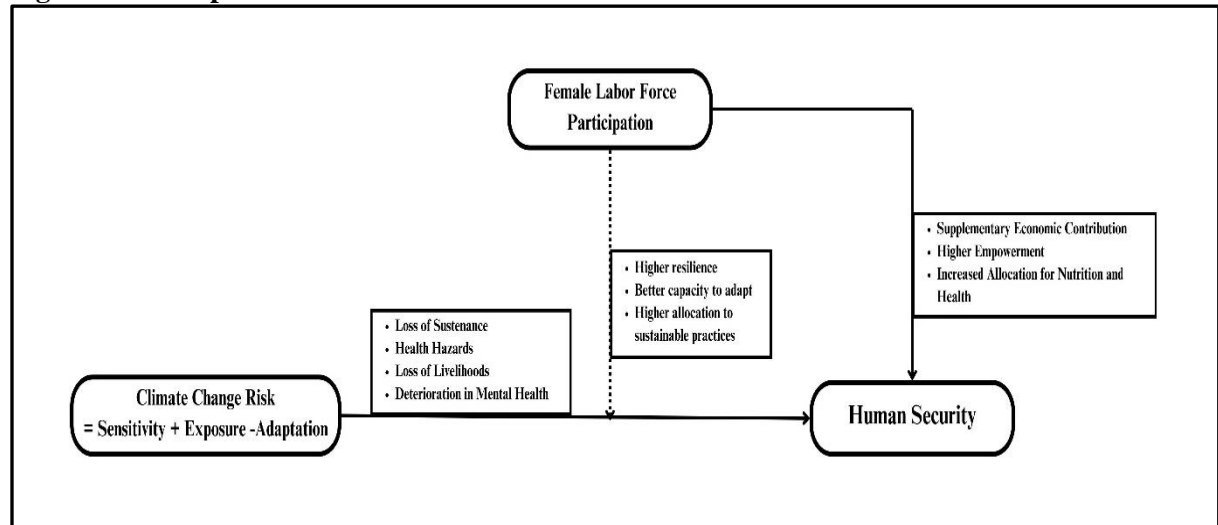 Female Labor Force
Participation
• Supplementary Economic Contribution
• Higher Empowerment
• Increased Allocation for Nutrition and
Health
• Higher resilience
• Better capacity to adapt
• Higher allocation to
sustainable practices
• Loss of Sustenance
• Health Hazards
• Loss of Livelihoods
• Deterioration in Mental Health
Climate Change Risk
= Sensitivity + Exposure -Adaptation
Human Security